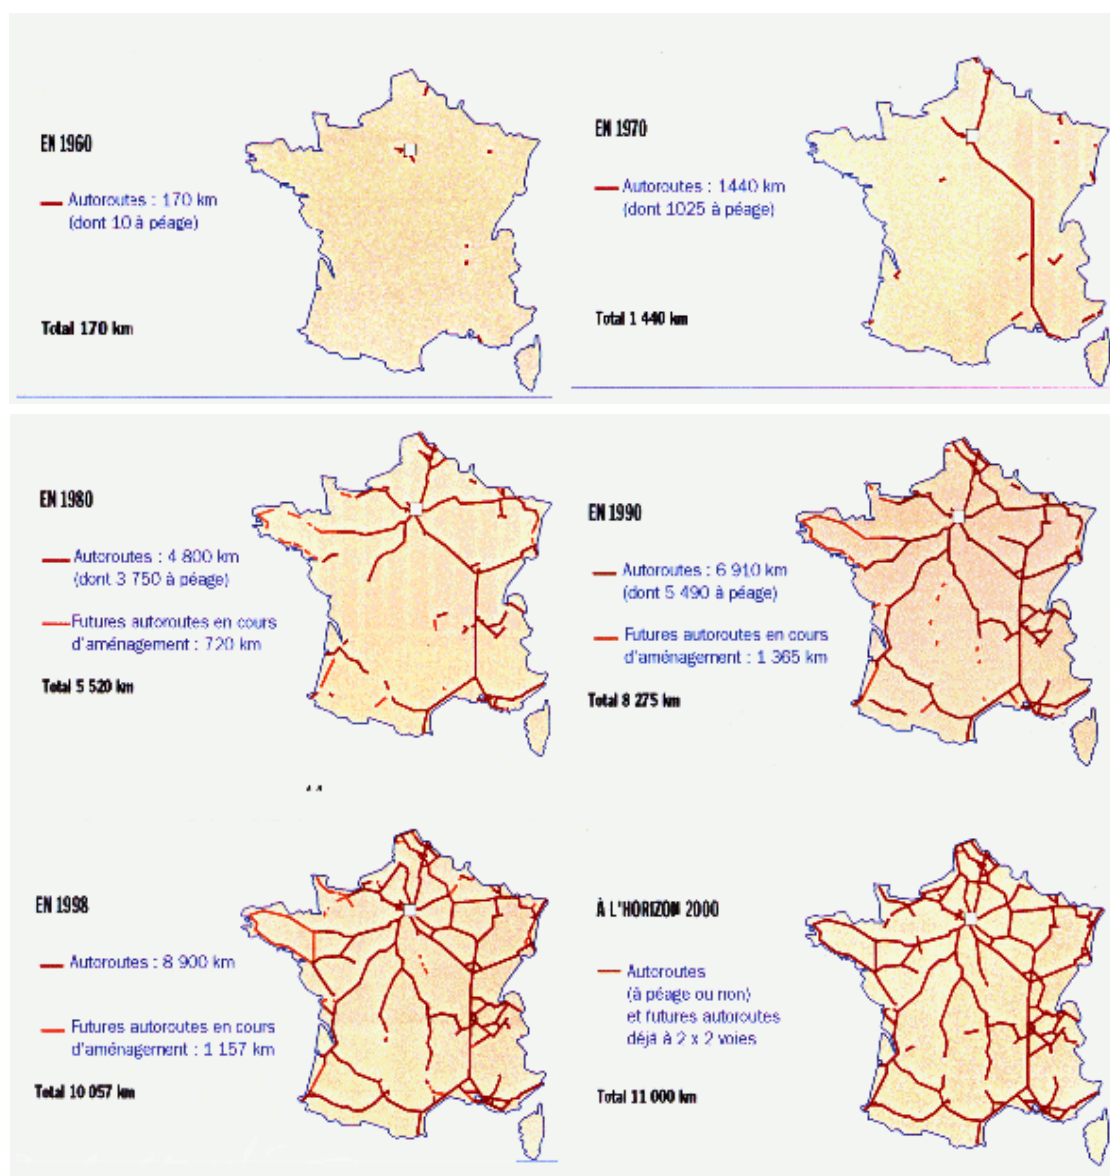 EN 1960
Autoroutes : 170 km
(dont 10 à péage)
Total 170 km
EN 1970
Autoroutes : 1440 km
(dont 1025 à péage)
Total 1 440 km
EN 1980
Autoroutes : 4 800 km
(dont 3 750 à péage)
Futures autoroutes en cours
d'aménagement : 720 km
Total 5 520 km
EN 1990
Autoroutes : 6 910 km
(dont 5 490 à péage)
Futures autoroutes en cours
d'aménagement : 1 365 km
Total 8 275 km
EN 1998
Autoroutes : 8 900 km
Futures autoroutes en cours
d'aménagement : 1 157 km
Total 10 057 km
À L'HORIZON 2000
Autoroutes
(à péage ou non)
et futures autoroutes
déjà à 2 x 2 voies
Total 11 000 km